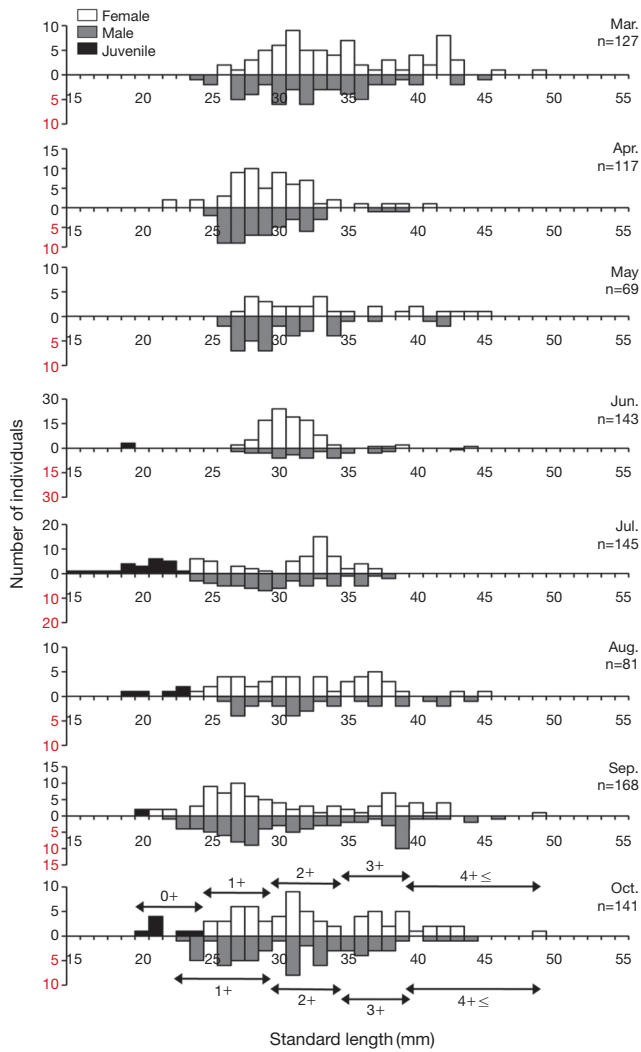 Female
Male
Juvenile
Number of individuals
Mar.
n=127
10
5
0
5
10
15 20 25 30 35 40 45 50 55
Apr.
n=117
15
10
5
0
5
10
15 20 25 30 35 40 45 50 55
May
n=69
10
5
0
5
10
15 20 25 30 35 40 45 50 55
Jun.
n=143
30
15
0
15
30
15 20 25 30 35 40 45 50 55
Jul.
n=145
20
10
0
10
20
15 20 25 30 35 40 45 50 55
Aug.
n=81
10
5
0
5
10
15 20 25 30 35 40 45 50 55
Sep.
n=168
15
10
5
0
5
10
15
15 20 25 30 35 40 45 50 55
0+ 1+ 2+ 3+ 4+ ≤
Oct.
n=141
10
5
0
5
10
15 20 25 30 35 40 45 50 55
1+ 2+ 3+ 4+ ≤
Standard length (mm)